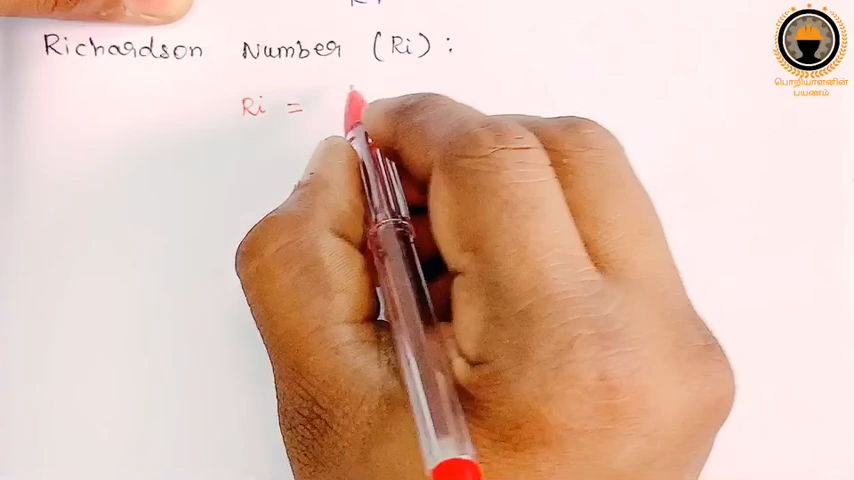 Richardson Number (Ri) :
Ri =
பொறியாளனின்
பயணம்